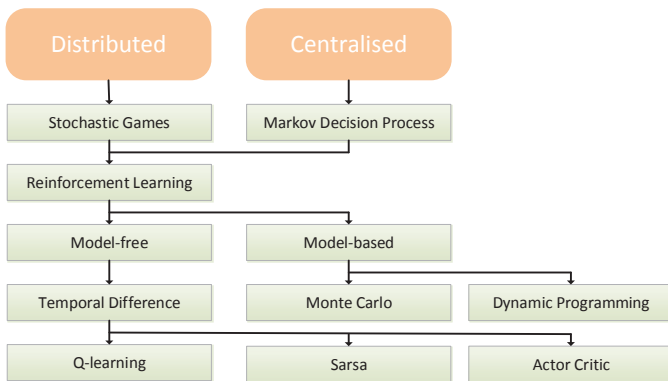 Distributed
Centralised
Stochastic Games
Markov Decision Process
Reinforcement Learning
Model-free
Model-based
Temporal Difference
Monte Carlo
Dynamic Programming
Q-learning
Sarsa
Actor Critic